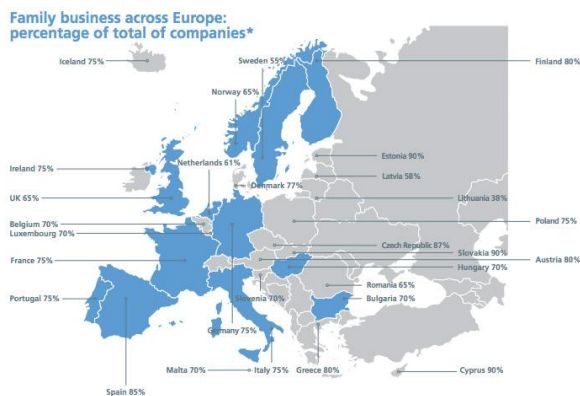 Family business across Europe:
percentage of total of companies*
Iceland 75%
Sweden 55%
Finland 80%
Norway 65%
Estonia 90%
Netherlands 61%
Ireland 75%
Denmark 77%
Latvia 58%
UK 65%
Lithuania 38%
Belgium 70%
Poland 75%
Luxembourg 70%
Czech Republic 87%
Slovakia 90%
France 75%
Austria 80%
Hungary 70%
Romania 65%
Portugal 75%
Slovenia 70%
Bulgaria 70%
Germany 75%
Malta 70%
Italy 75%
Greece 80%
Cyprus 90%
Spain 85%